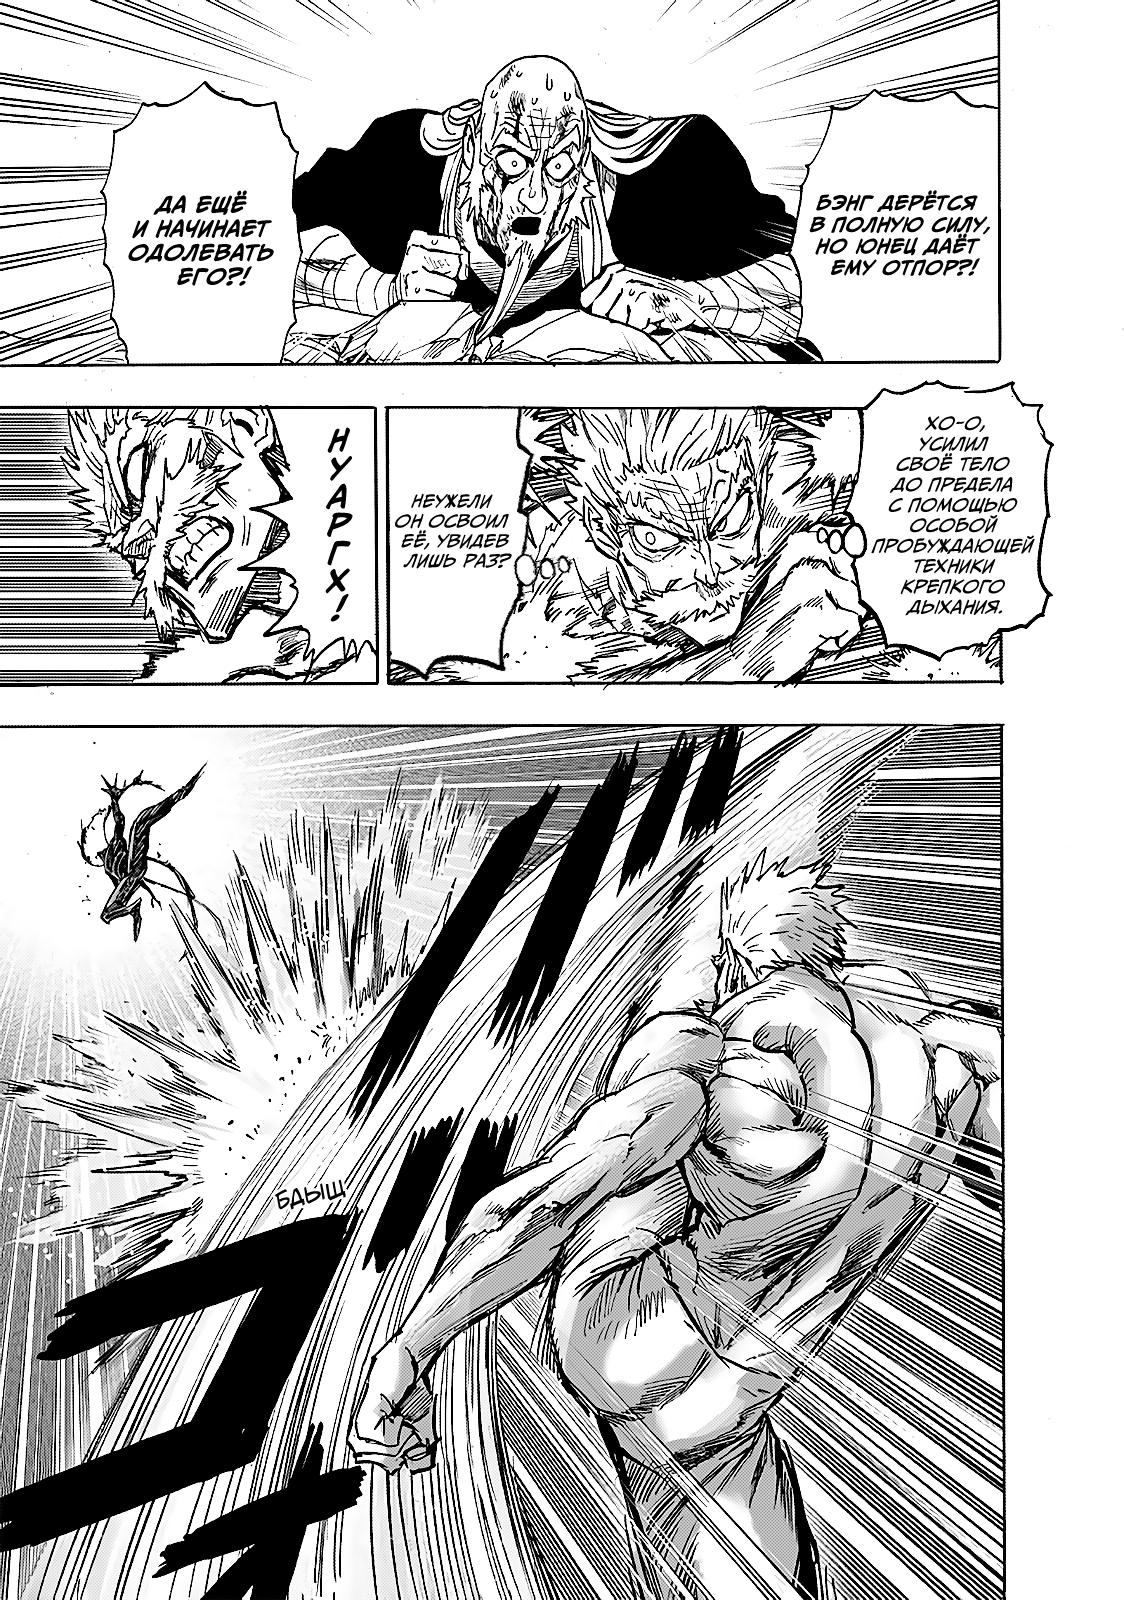 БЭНГ ДЕРЁТСЯ
В ПОЛНУЮ СИЛУ,
НО ЮНЕЦ ДАЁТ
ЕМУ ОТПОР?!
ДА ЕЩЁ
И НАЧИНАЕТ
ОДОЛЕВАТЬ
ЕГО?!
ХО-О,
УСИЛИЛ
СВОЁ ТЕЛО
ДО ПРЕДЕЛА
С ПОМОЩЬЮ
ОСОБОЙ
ПРОБУЖДАЮЩЕЙ
ТЕХНИКИ
КРЕПКОГО
ДЫХАНИЯ.
НЕУЖЕЛИ
ОН ОСВОИЛ
ЕЁ, УВИДЕВ
ЛИШЬ РАЗ?
НУАРГХ!
БДЫЩ